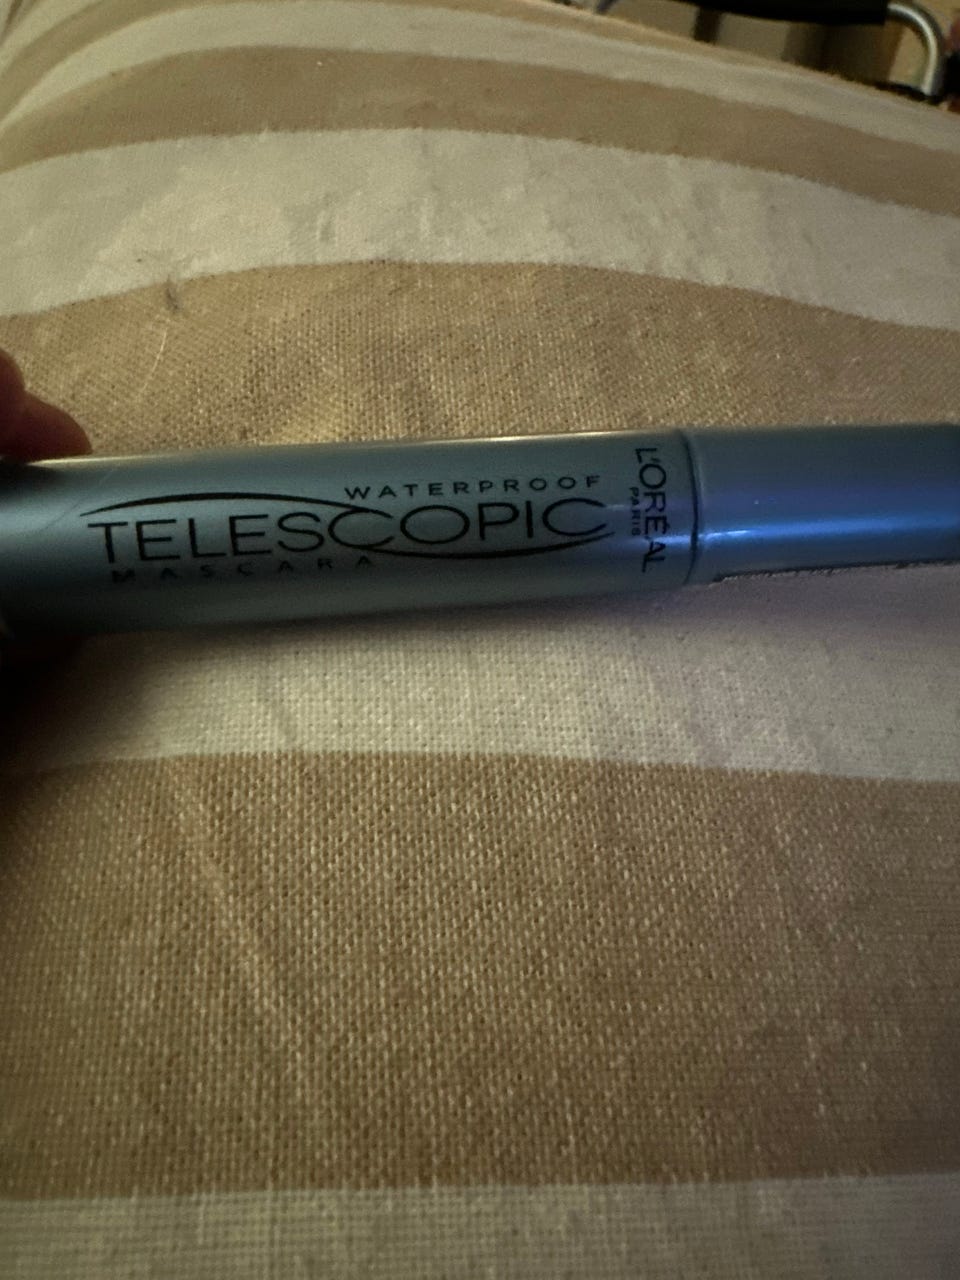 WATERPROOF
TELESCOPIC
MASCARA
L'ORÉAL
PARIS